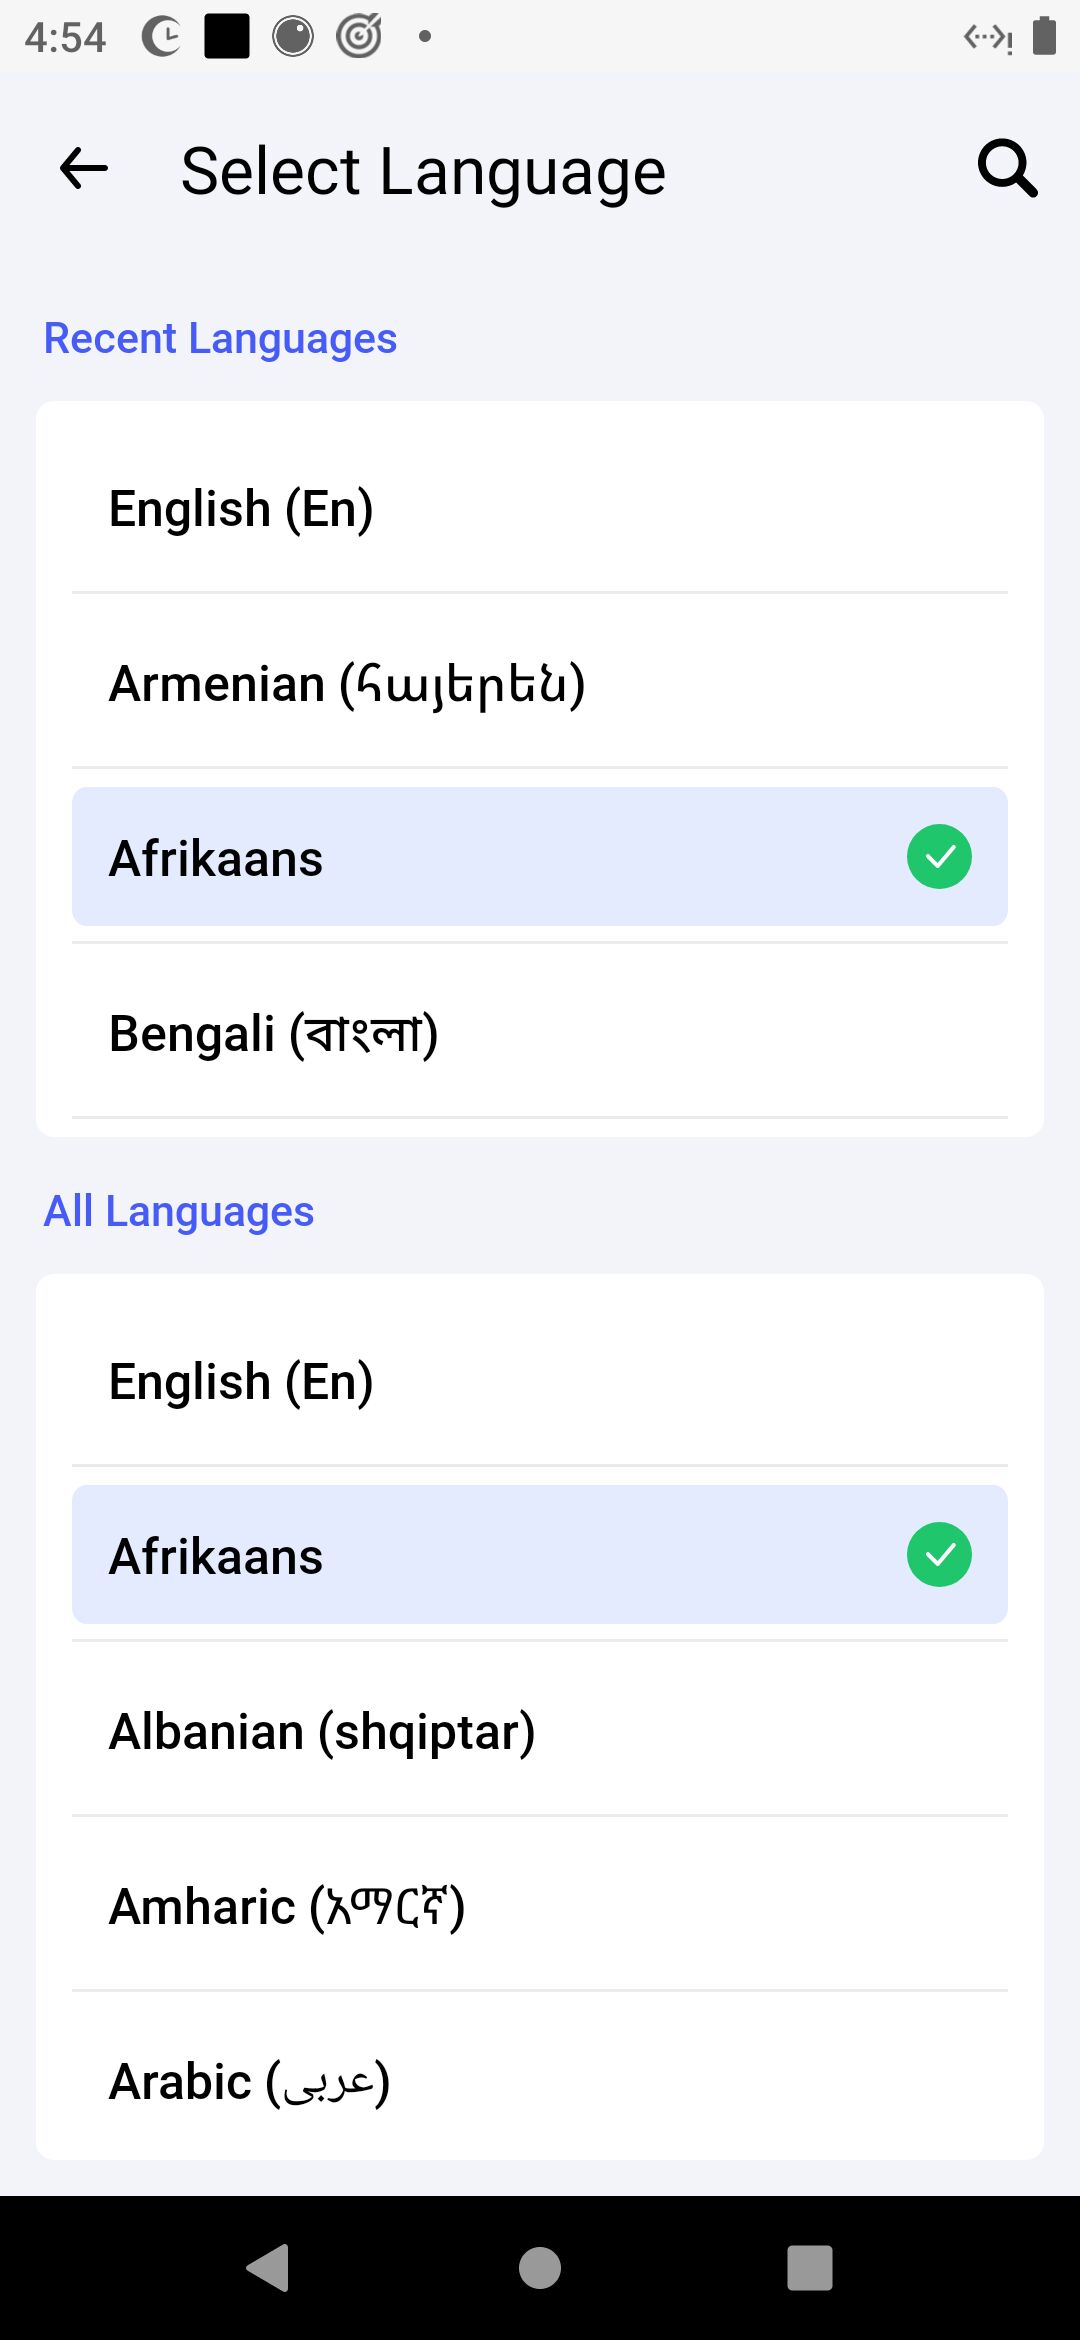 4:54
Select Language
Recent Languages
English (En)
Armenian (հայերեն)
Afrikaans
Bengali (বাংলা)
All Languages
English (En)
Afrikaans
Albanian (shqiptar)
Amharic (አማርኛ)
Arabic (عربى)